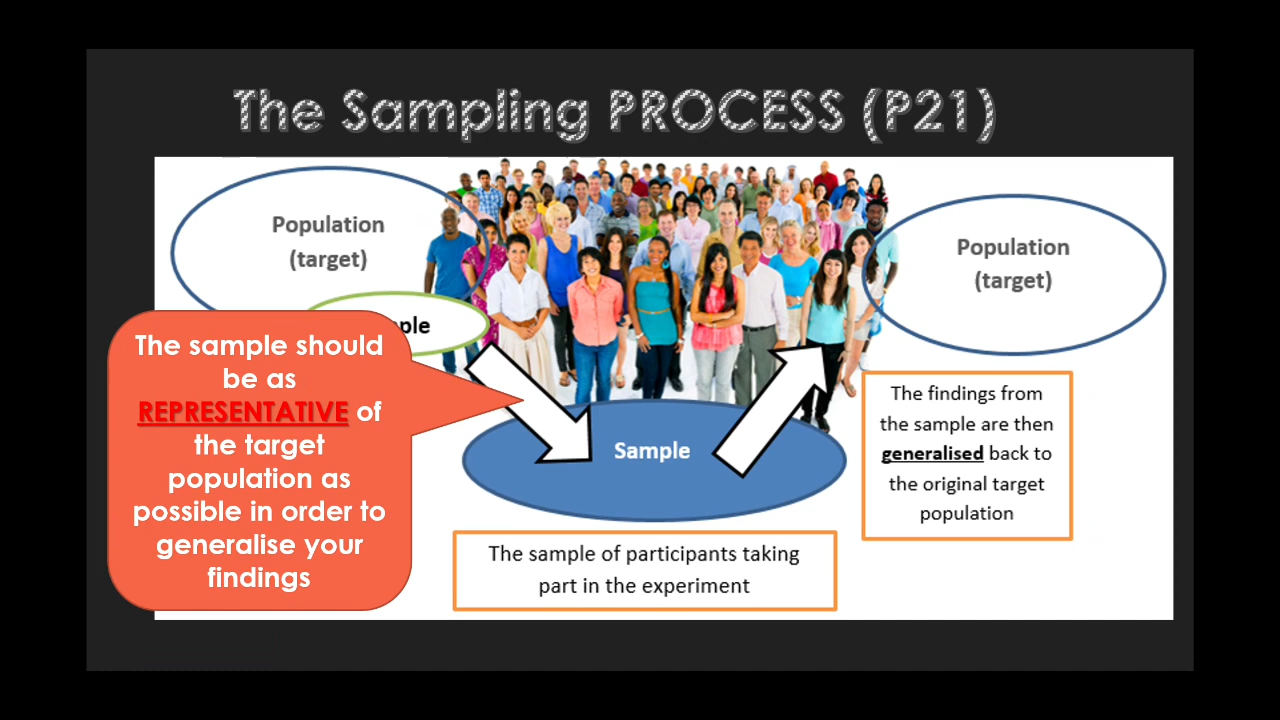 The Sampling PROCESS (P21)
Population
(target)
Population
(target)
The sample should
be as
REPRESENTATIVE of
the target
population as
possible in order to
generalise your
findings
Sample
The findings from
the sample are then
generalised back to
the original target
population
The sample of participants taking
part in the experiment